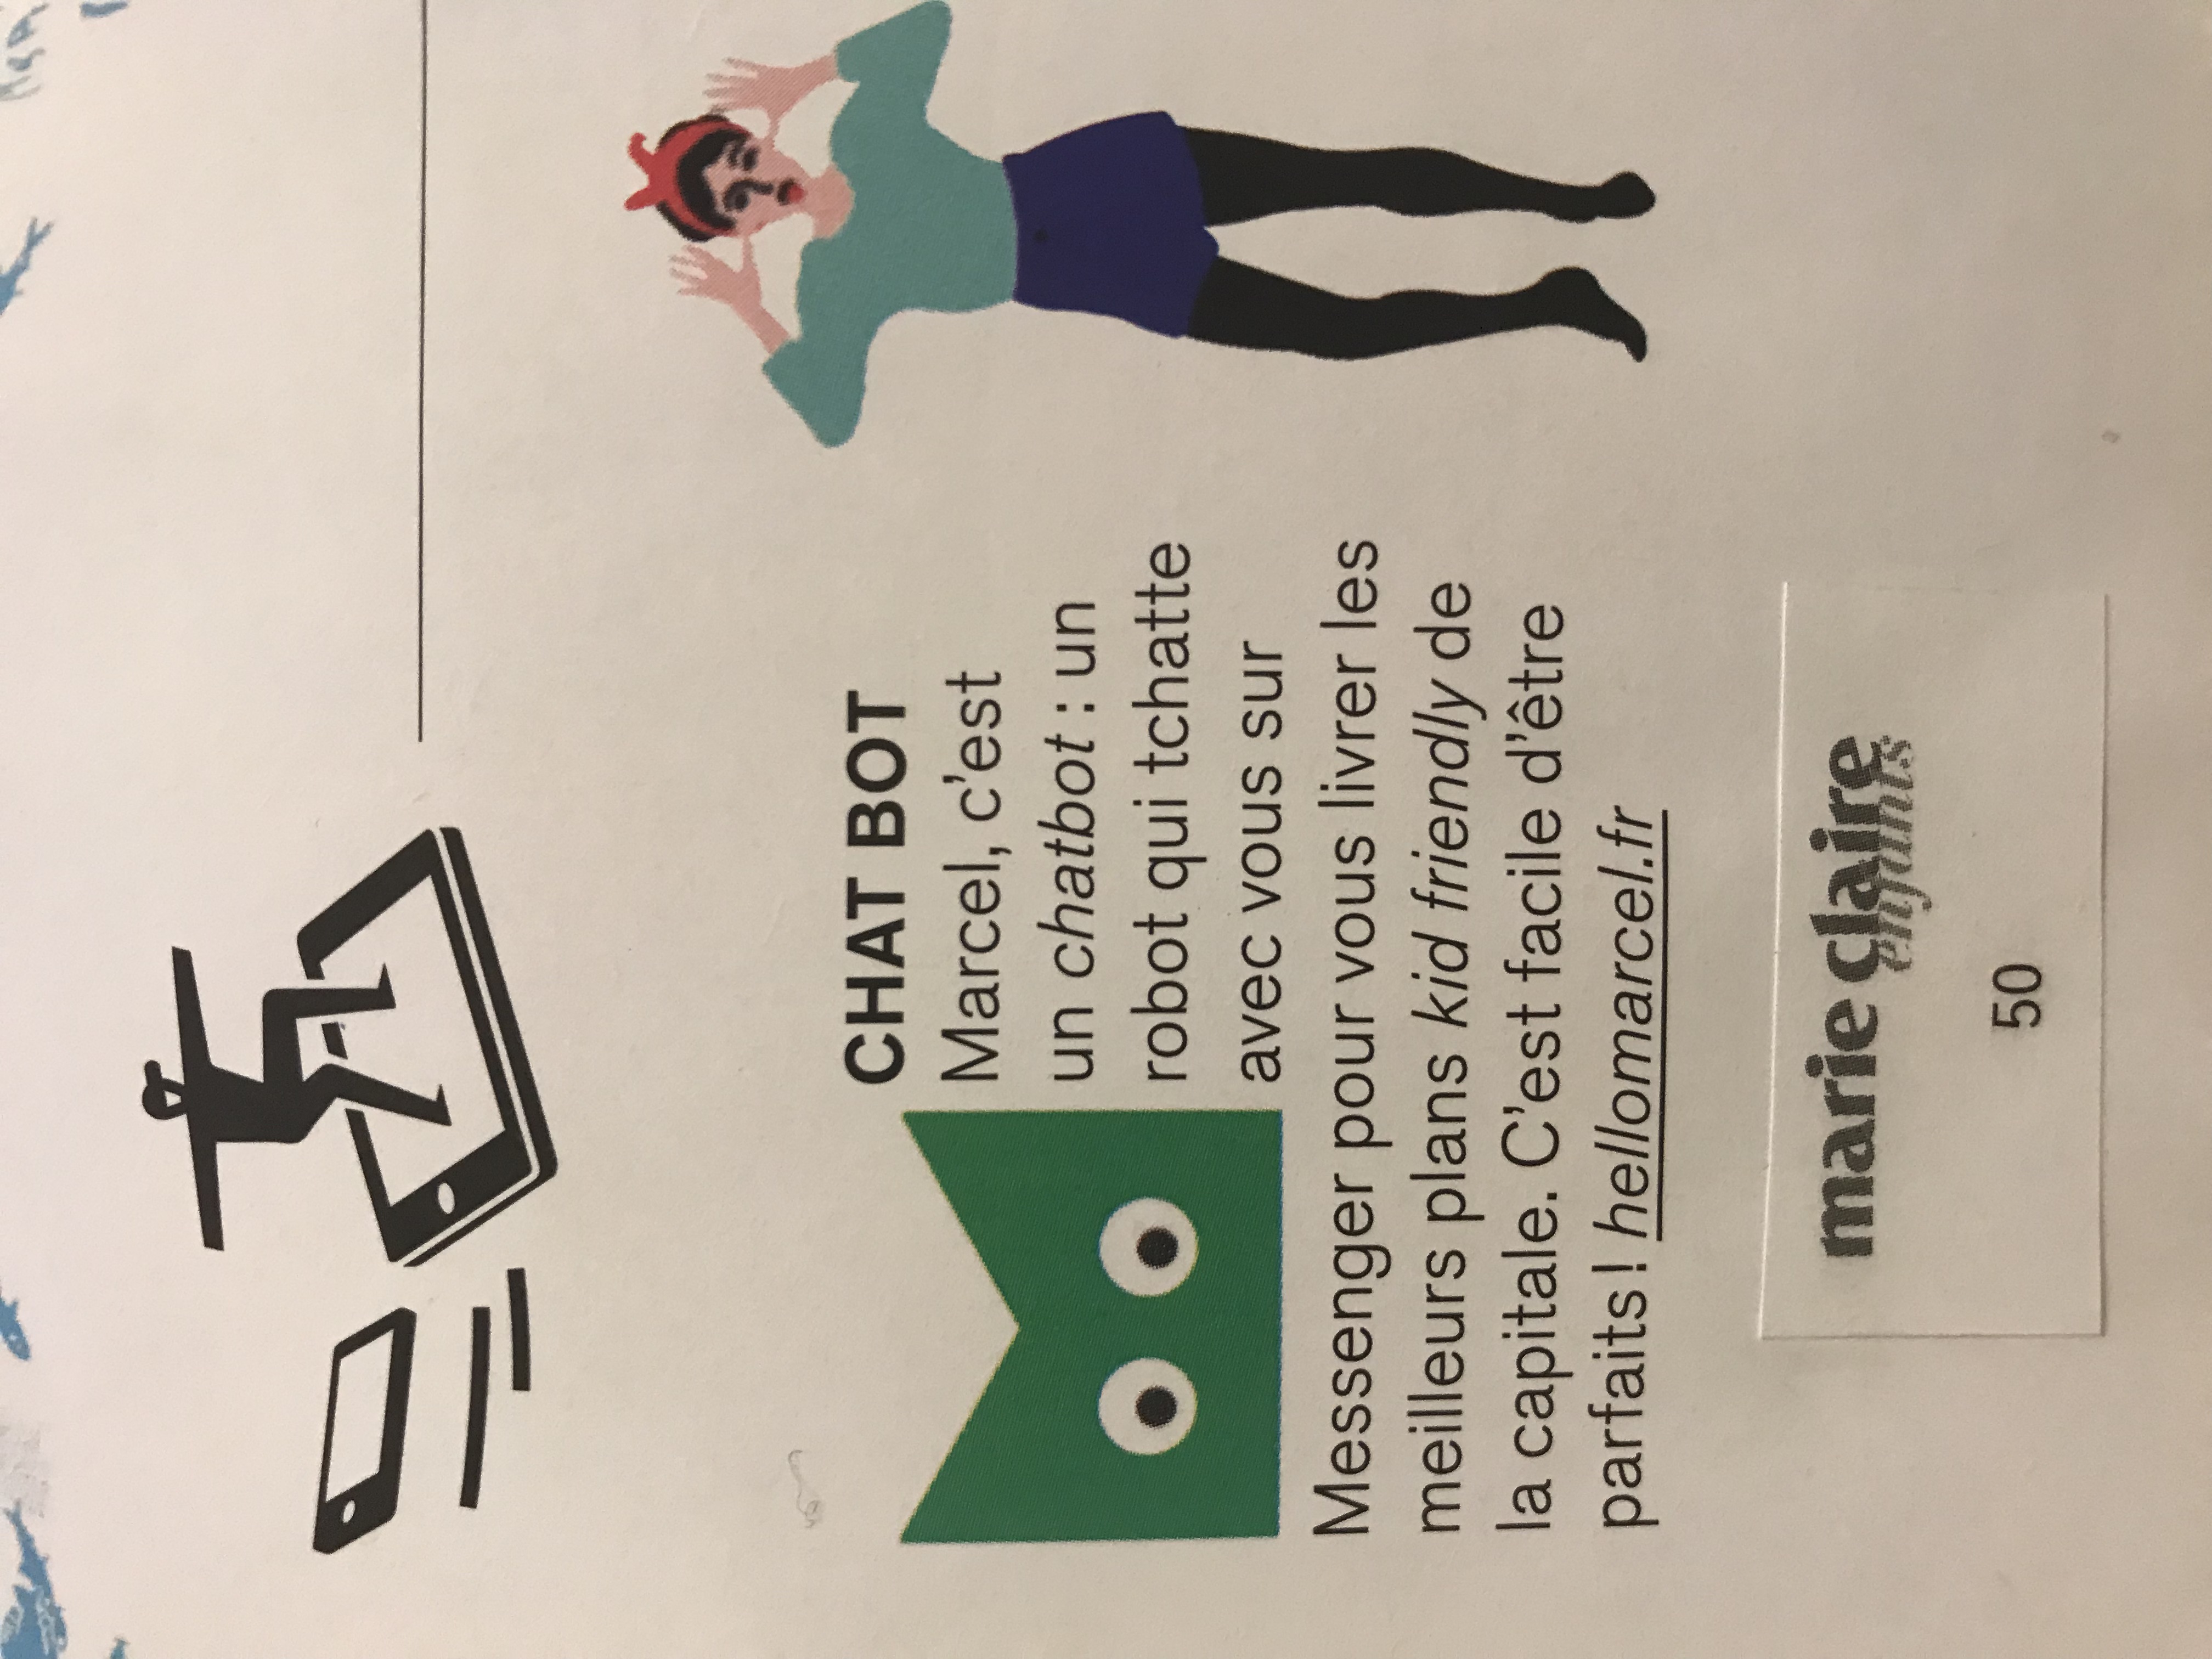 CHAT BOT
Marcel, c'est
un chatbot : un
robot qui tchatte
avec vous sur
Messenger pour vous livrer les
meilleurs plans kid friendly de
la capitale. C'est facile d'être
parfaits ! hellomarcel.fr
marie claire
enfants
50